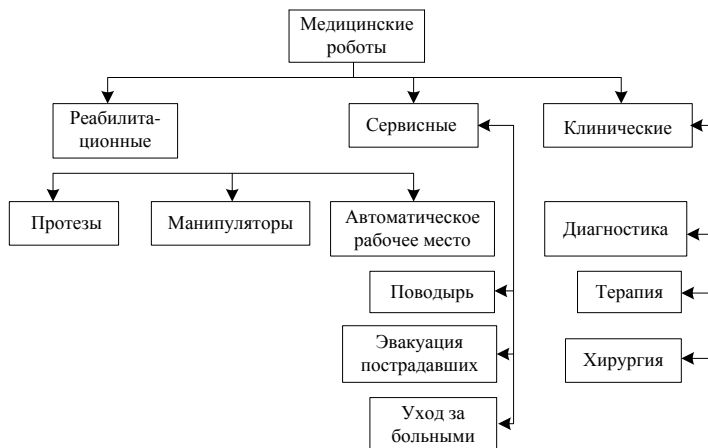 Медицинские
роботы
Реабилита-
ционные
Сервисные
Клинические
Протезы
Манипуляторы
Автоматическое
рабочее место
Диагностика
Поводырь
Терапия
Эвакуация
пострадавших
Хирургия
Уход за
больными